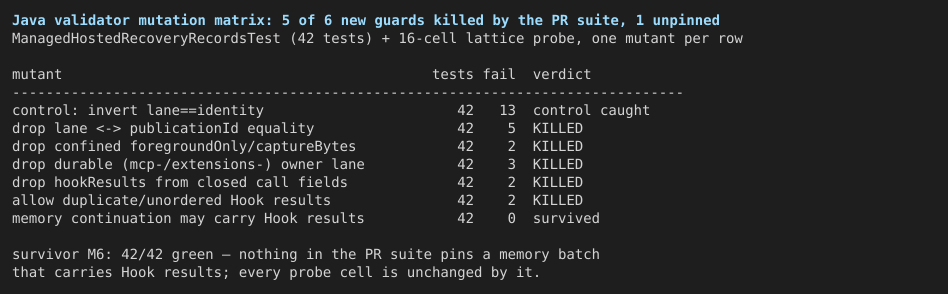 Java validator mutation matrix: 5 of 6 new guards killed by the PR suite, 1 unpinned
ManagedHostedRecoveryRecordsTest (42 tests) + 16-cell lattice probe, one mutant per row
mutant tests fail verdict
--------------------------------------------------------------------------------
control: invert lane==identity 42 13 control caught
drop lane <-> publicationId equality 42 5 KILLED
drop confined foregroundOnly/captureBytes 42 2 KILLED
drop durable (mcp-/extensions-) owner lane 42 3 KILLED
drop hookResults from closed call fields 42 2 KILLED
allow duplicate/unordered Hook results 42 2 KILLED
memory continuation may carry Hook results 42 0 survived
survivor M6: 42/42 green — nothing in the PR suite pins a memory batch
that carries Hook results; every probe cell is unchanged by it.